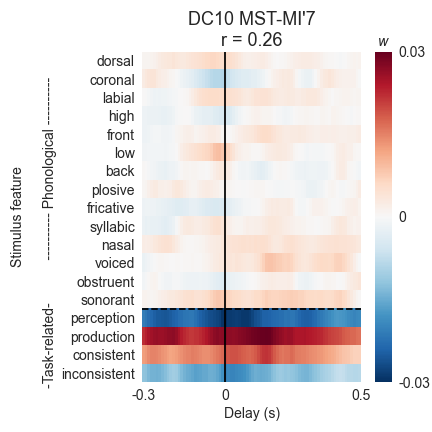 DC10 MST-MI'7
r = 0.26
w
dorsal
coronal
labial
high
front
low
back
plosive
fricative
syllabic
nasal
voiced
obstruent
sonorant
perception
production
consistent
inconsistent
Stimulus feature
----------- Phonological ----------
-Task-related-
-0.3
0
0.5
Delay (s)
0.03
0
-0.03